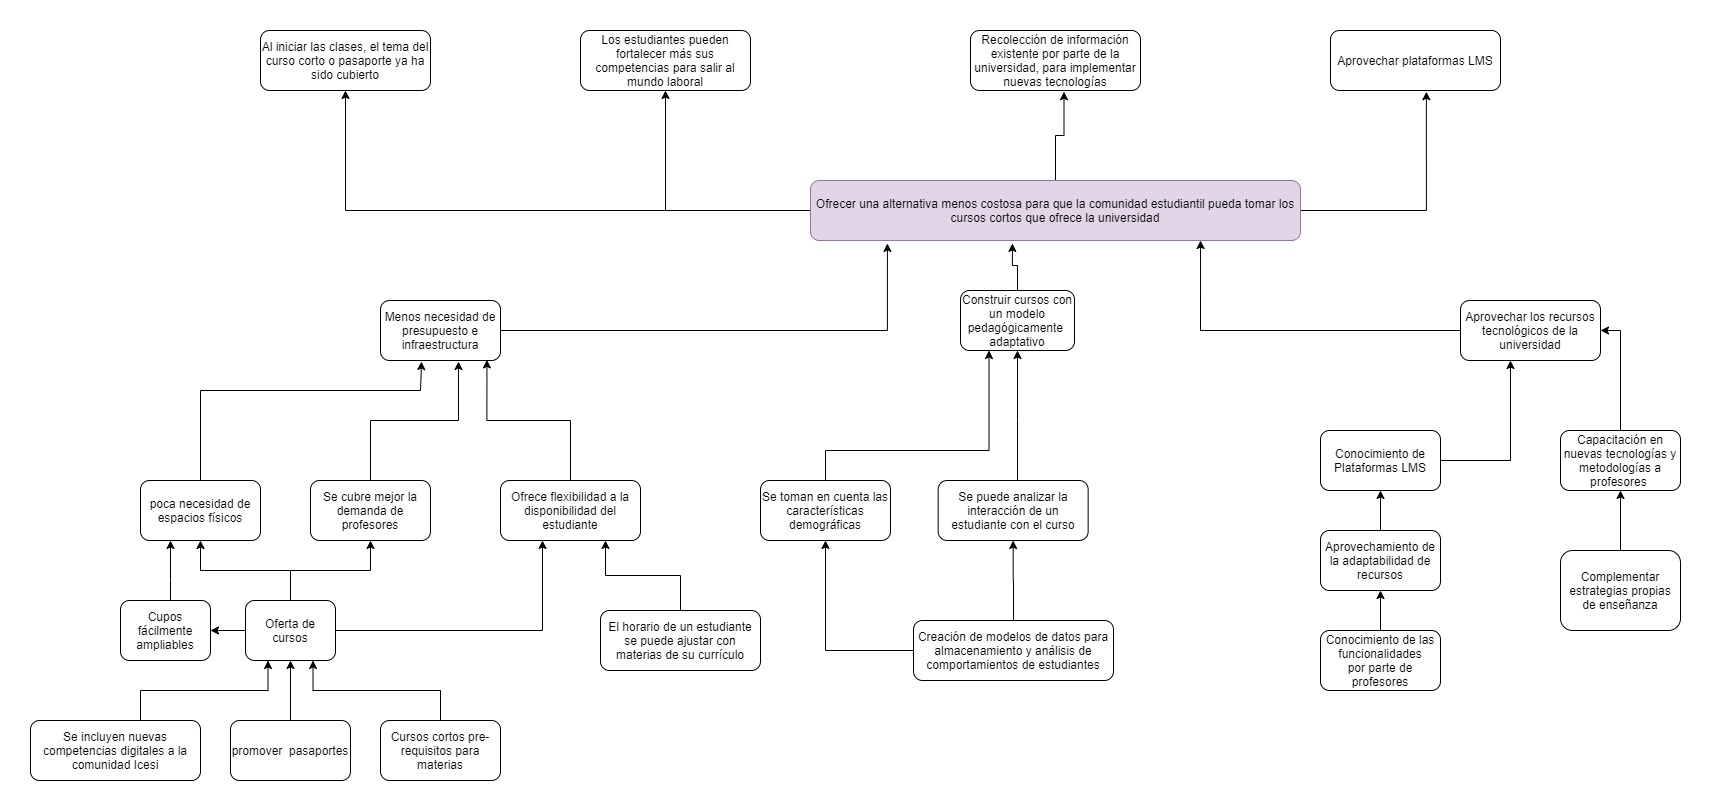 Al iniciar las clases, el tema del
curso corto o pasaporte ya ha
sido cubierto
Los estudiantes pueden
fortalecer más sus
competencias para salir al
mundo laboral
Recolección de información
existente por parte de la
universidad, para implementar
nuevas tecnologías
Aprovechar plataformas LMS
Ofrecer una alternativa menos costosa para que la comunidad estudiantil pueda tomar los
cursos cortos que ofrece la universidad
Menos necesidad de
presupuesto e
infraestructura
Construir cursos con
un modelo
pedagógicamente
adaptativo
Aprovechar los recursos
tecnológicos de la
universidad
poca necesidad de
espacios físicos
Se cubre mejor la
demanda de
profesores
Ofrece flexibilidad a la
disponibilidad del
estudiante
Se toman en cuenta las
características
demográficas
Se puede analizar la
interacción de un
estudiante con el curso
Conocimiento de
Plataformas LMS
Capacitación en
nuevas tecnologías y
metodologías a
profesores
Aprovechamiento de
la adaptabilidad de
recursos
Complementar
estrategias propias
de enseñanza
Cupos
fácilmente
ampliables
Oferta de
cursos
El horario de un estudiante
se puede ajustar con
materias de su currículo
Creación de modelos de datos para
almacenamiento y análisis de
comportamientos de estudiantes
Conocimiento de las
funcionalidades
por parte de
profesores
Se incluyen nuevas
competencias digitales a la
comunidad Icesi
promover pasaportes
Cursos cortos pre-
requisitos para
materias